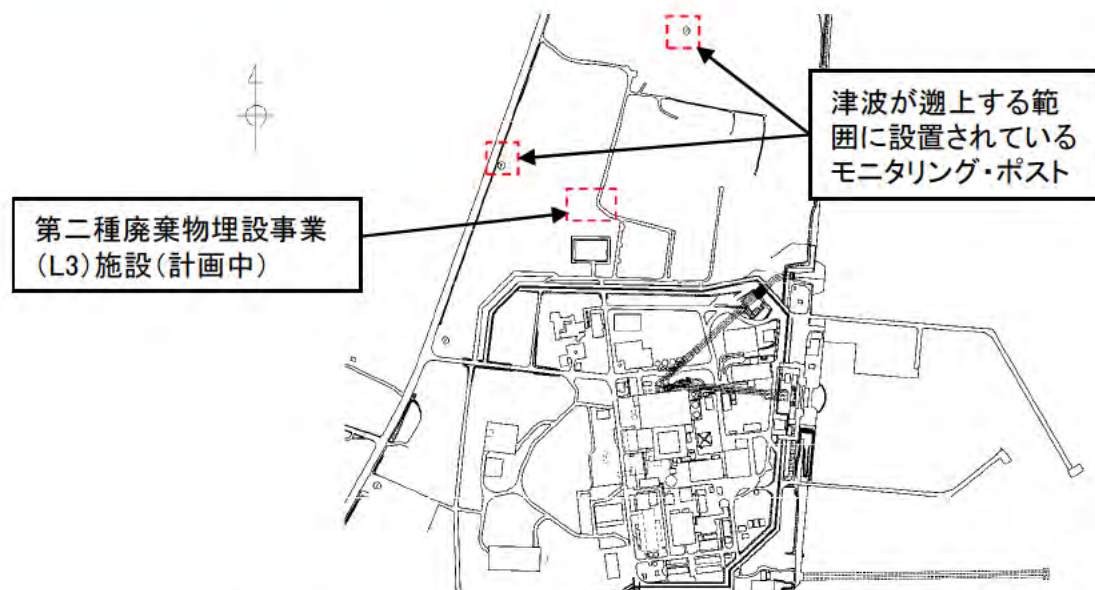 津波が遡上する範
囲に設置されている
モニタリング・ポスト
第二種廃棄物埋設事業
(L3)施設(計画中)